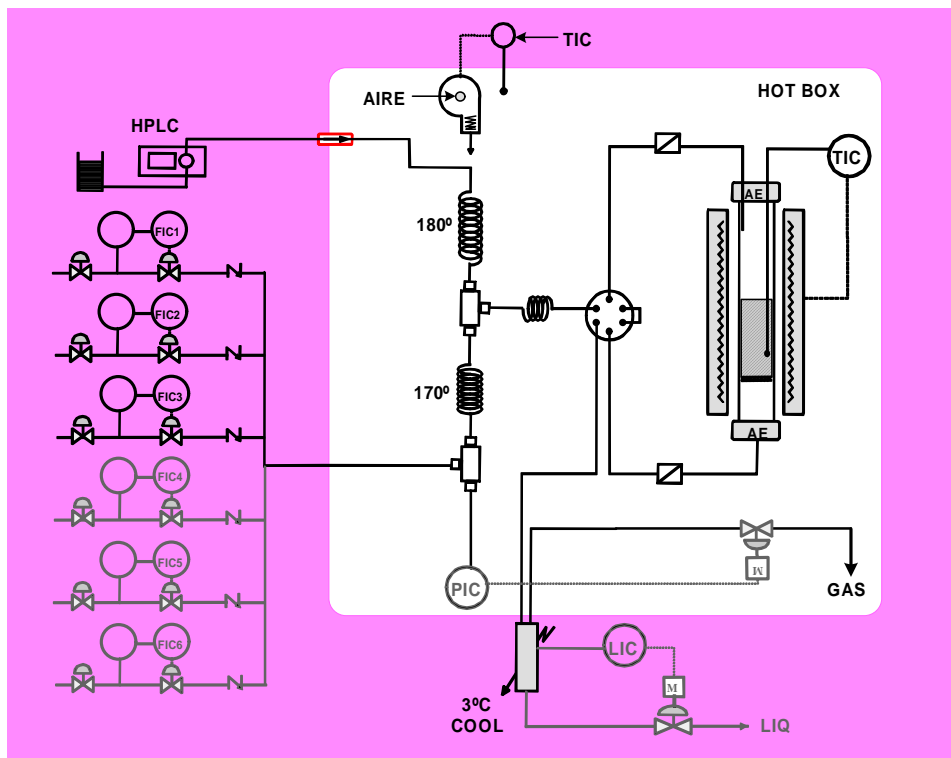 TIC
HOT BOX
AIRE
HPLC
TIC
AE
180º
FIC1
FIC2
170º
FIC3
AE
FIC4
GAS
FIC5
PIC
M
FIC6
LIC
M
3ºC
COOL
LIQ